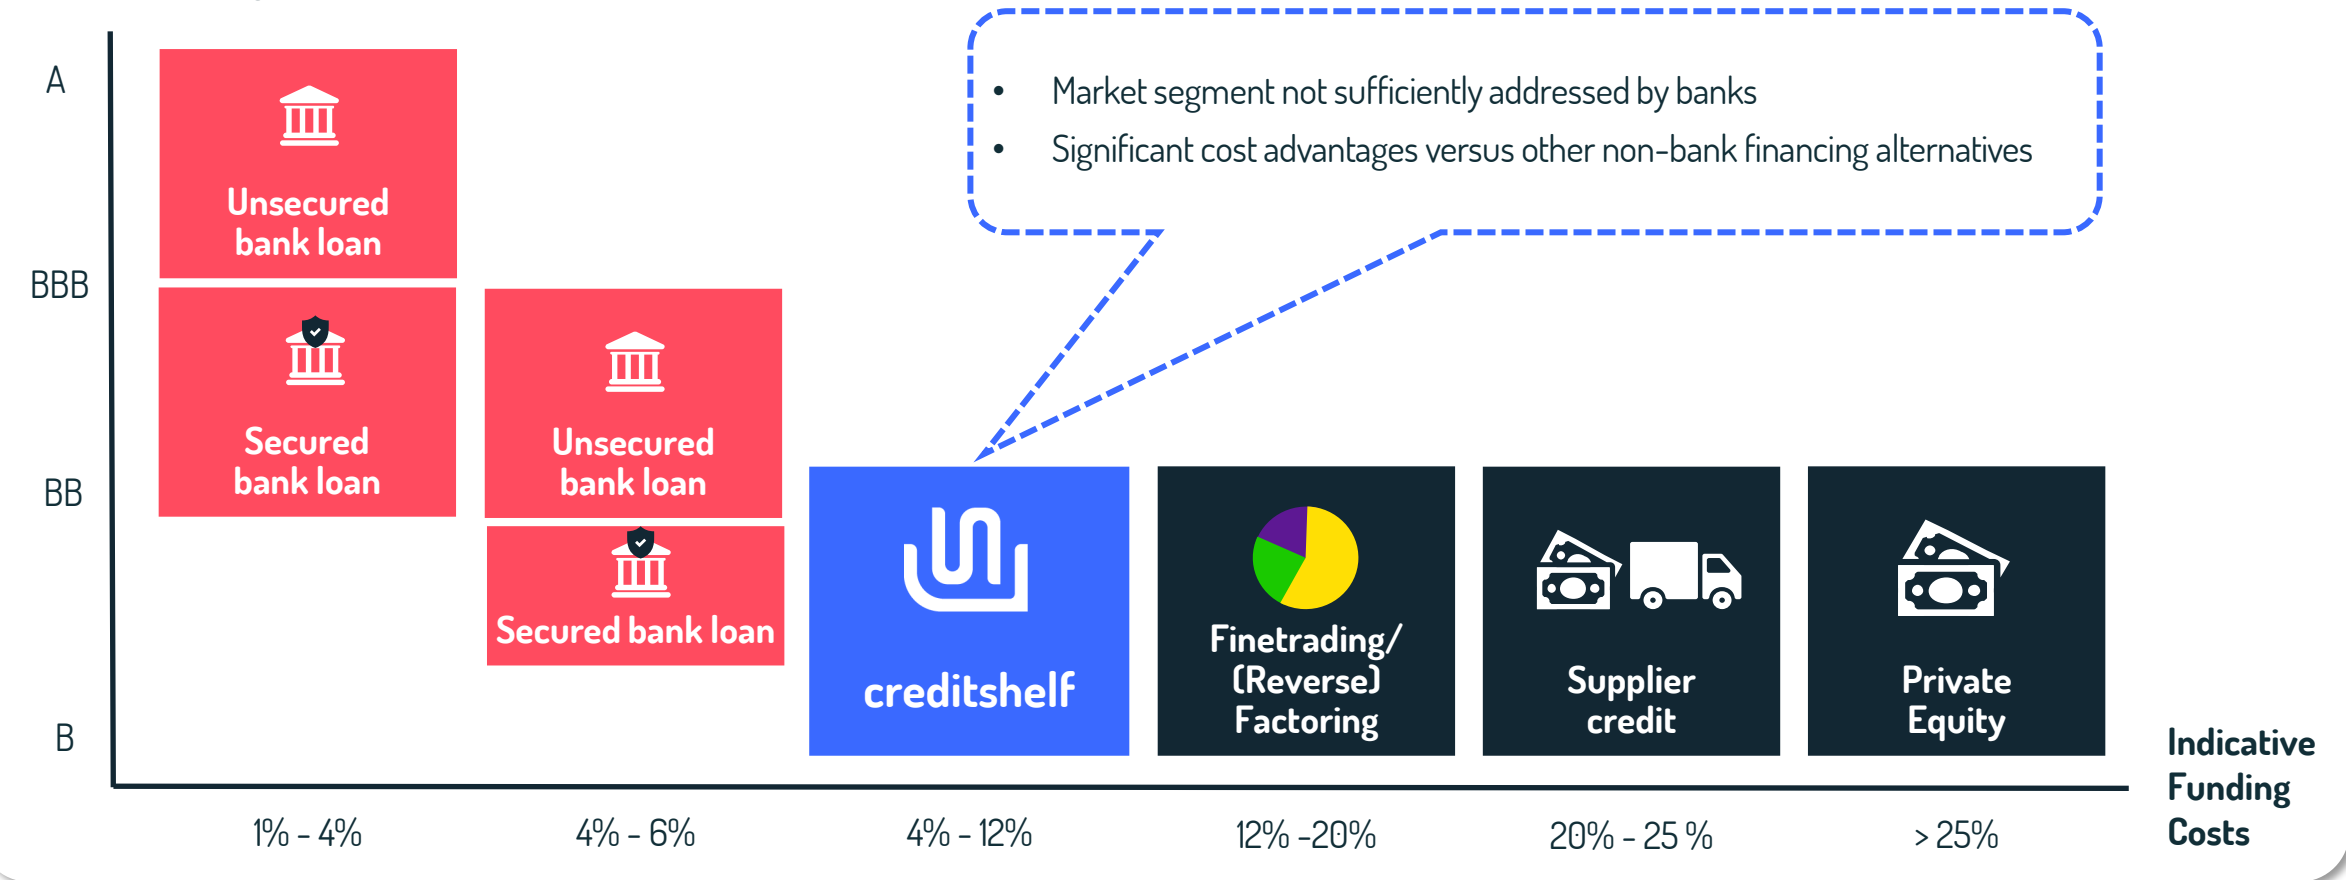 A
BBB
BB
B
Unsecured
bank loan
Secured
bank loan
Unsecured
bank loan
Secured bank loan
• Market segment not sufficiently addressed by banks
• Significant cost advantages versus other non-bank financing alternatives
creditshelf
Finetrading/
(Reverse)
Factoring
Supplier
credit
Private
Equity
Indicative
Funding
Costs
1% - 4%
4% - 6%
4% - 12%
12% -20%
20% - 25 %
> 25%